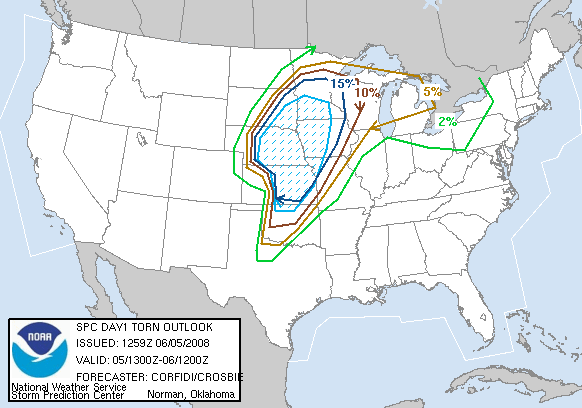 15%
10%
5%
2%
SPC DAY1 TORN OUTLOOK
ISSUED: 1259Z 06/05/2008
VALID: 05/1300Z-06/1200Z
FORECASTER: CORFIDI/CROSBIE
NOAA
National Weather Service
Storm Prediction Center Norman, Oklahoma